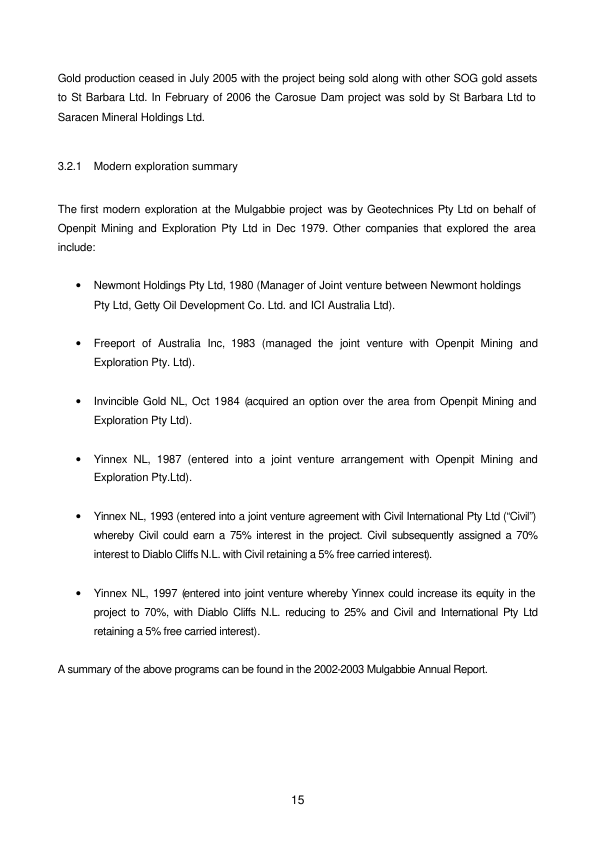 Gold production ceased in July 2005 with the project being sold along with other SOG gold assets
to St Barbara Ltd. In February of 2006 the Carosue Dam project was sold by St Barbara Ltd to
Saracen Mineral Holdings Ltd.
3.2.1 Modern exploration summary
The first modern exploration at the Mulgabbie project was by Geotechnices Pty Ltd on behalf of
Openpit Mining and Exploration Pty Ltd in Dec 1979. Other companies that explored the area
include:
• Newmont Holdings Pty Ltd, 1980 (Manager of Joint venture between Newmont holdings
Pty Ltd, Getty Oil Development Co. Ltd. and ICI Australia Ltd).
• Freeport of Australia Inc, 1983 (managed the joint venture with Openpit Mining and
Exploration Pty. Ltd).
• Invincible Gold NL, Oct 1984 (acquired an option over the area from Openpit Mining and
Exploration Pty Ltd).
• Yinnex NL, 1987 (entered into a joint venture arrangement with Openpit Mining and
Exploration Pty.Ltd).
• Yinnex NL, 1993 (entered into a joint venture agreement with Civil International Pty Ltd (“Civil”)
whereby Civil could earn a 75% interest in the project. Civil subsequently assigned a 70%
interest to Diablo Cliffs N.L. with Civil retaining a 5% free carried interest).
• Yinnex NL, 1997 (entered into joint venture whereby Yinnex could increase its equity in the
project to 70%, with Diablo Cliffs N.L. reducing to 25% and Civil and International Pty Ltd
retaining a 5% free carried interest).
A summary of the above programs can be found in the 2002-2003 Mulgabbie Annual Report.
15